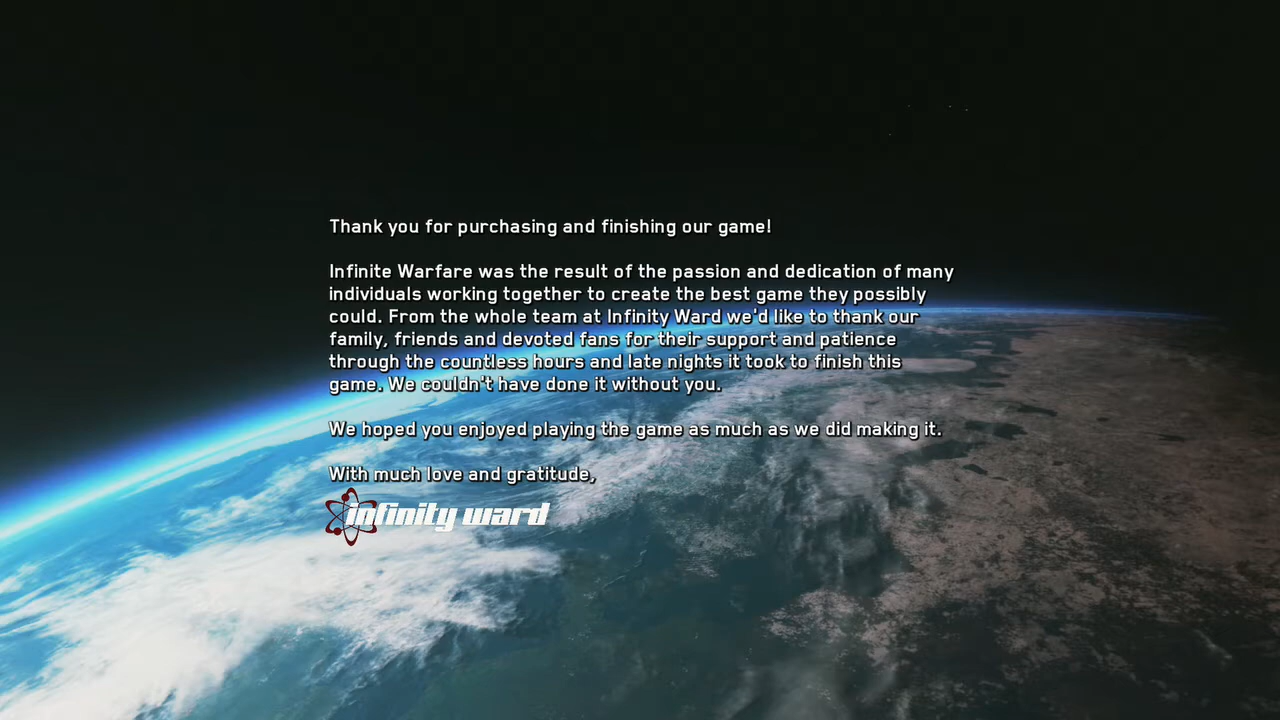 Thank you for purchasing and finishing our game!
Infinite Warfare was the result of the passion and dedication of many
individuals working together to create the best game they possibly
could. From the whole team at Infinity Ward we'd like to thank our
family, friends and devoted fans for their support and patience
through the countless hours and late nights it took to finish this
game. We couldn't have done it without you.
We hoped you enjoyed playing the game as much as we did making it.
With much love and gratitude,
infinity ward